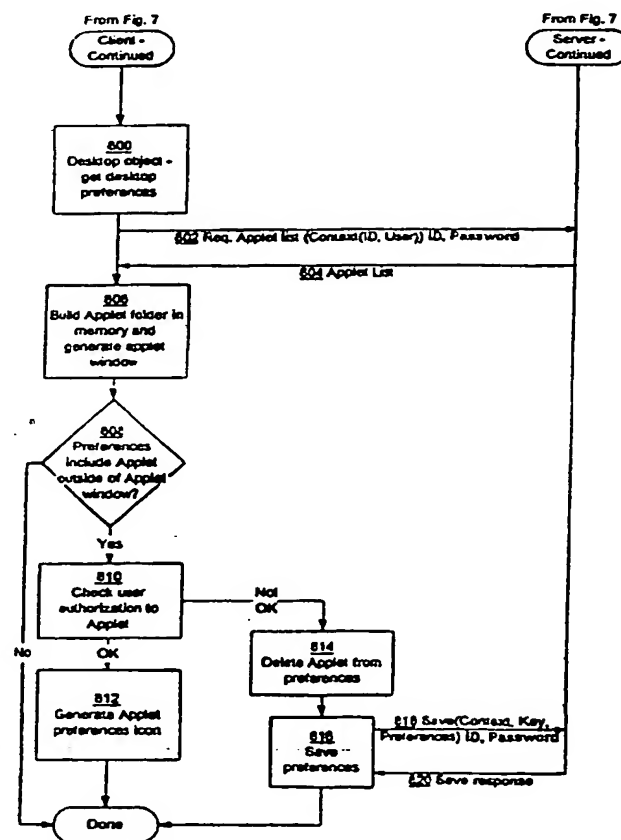 From Fig. 7
Client -
Continued
From Fig. 7
Server -
Continued
800
Desktop object -
get desktop
preferences
802 Req. Applet list (Context(ID, User)) ID, Password
804 Applet List
806
Build Applet folder in
memory and
generate applet
window
808
Preferences
include Applet
outside of Applet
window?
Yes
No
810
Check user
authorization to
Applet
Not
OK
OK
814
Delete Applet from
preferences
812
Generate Applet
preferences icon
816
Save
preferences
818 Save(Context, Key,
Preferences) ID, Password
820 Save response
Done